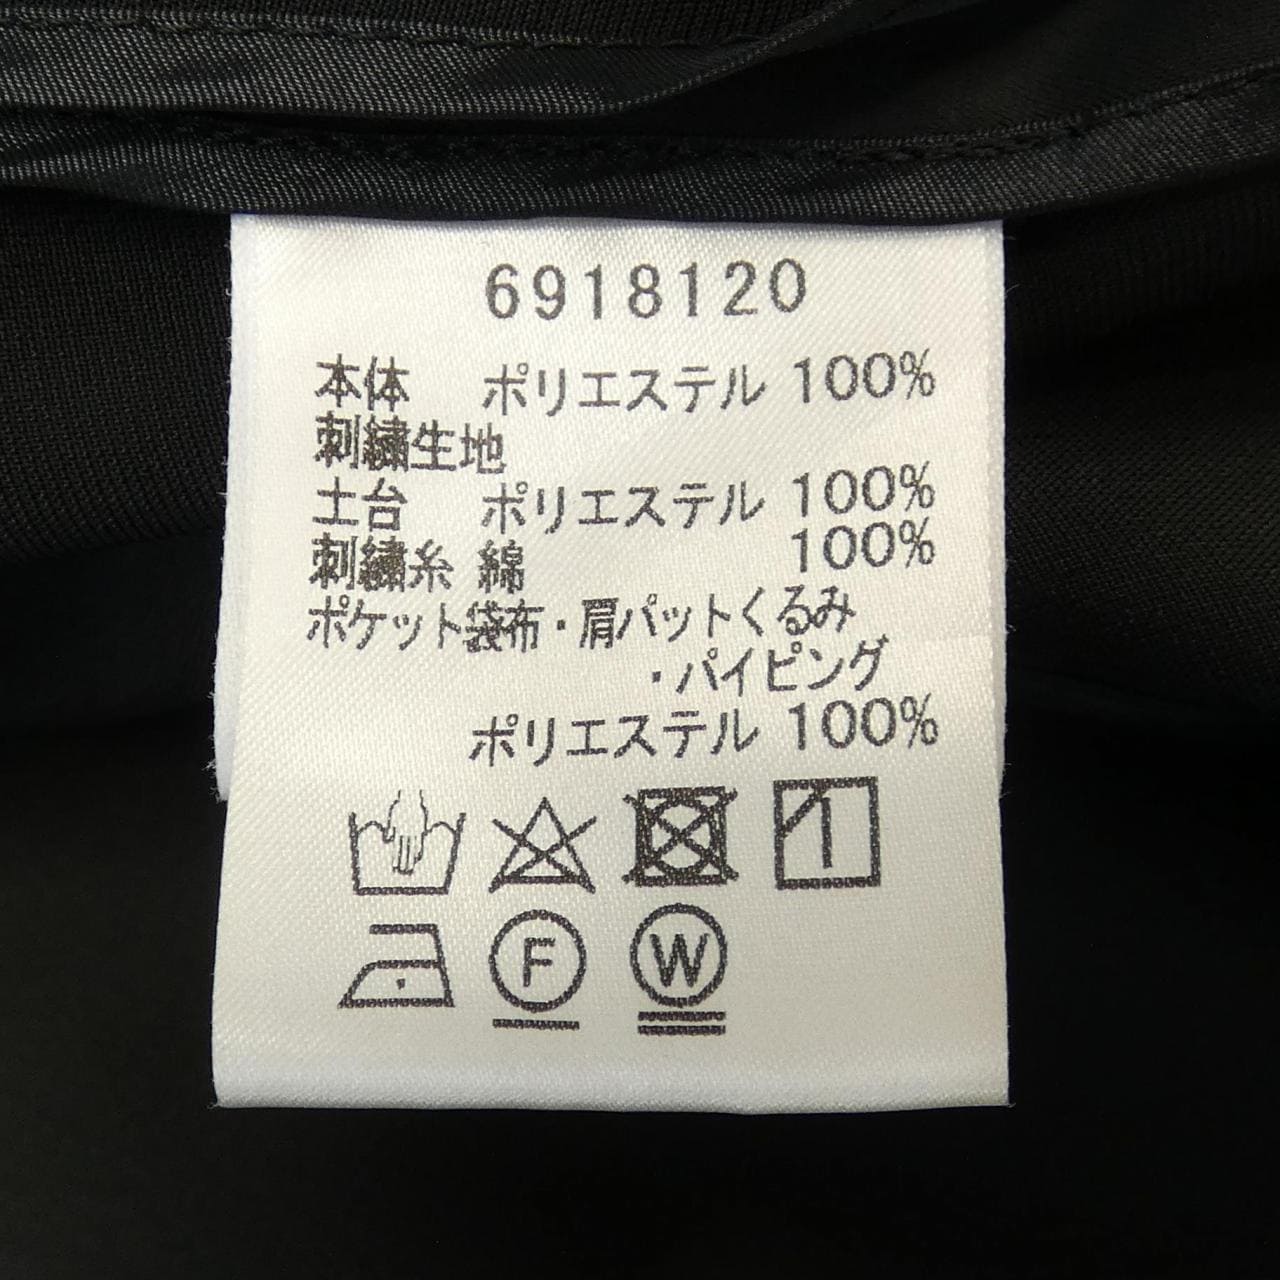 6918120
本体 ポリエステル 100%
刺繍生地
土台 ポリエステル 100%
刺繍糸 綿 100%
ポケット袋布・肩パットくるみ
・パイピング
ポリエステル 100%
F W